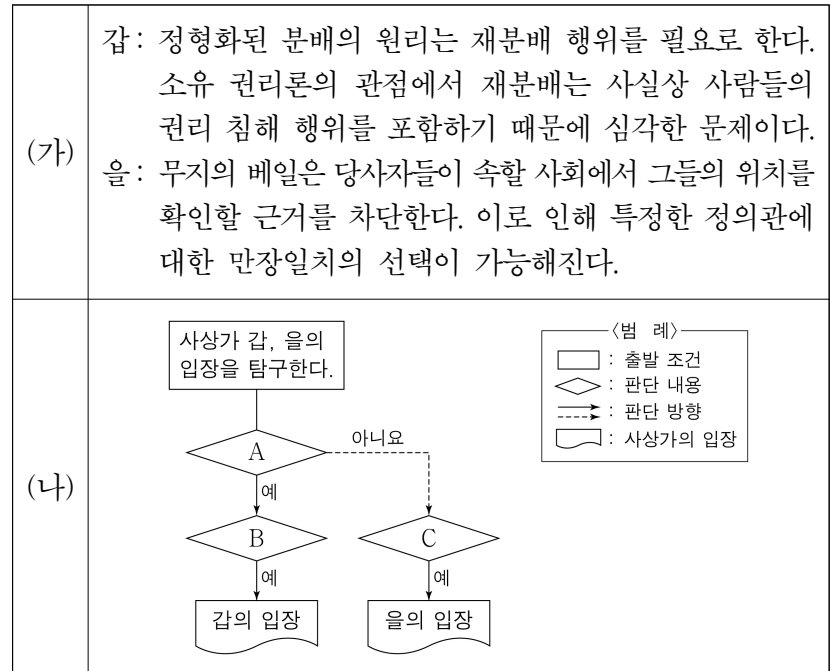 (가)
갑: 정형화된 분배의 원리는 재분배 행위를 필요로 한다.
소유 권리론의 관점에서 재분배는 사실상 사람들의
권리 침해 행위를 포함하기 때문에 심각한 문제이다.
을: 무지의 베일은 당사자들이 속할 사회에서 그들의 위치를
확인할 근거를 차단한다. 이로 인해 특정한 정의관에
대한 만장일치의 선택이 가능해진다.
(나)
사상가 갑, 을의
입장을 탐구한다.
A
아니요
예
B
C
예
예
갑의 입장
을의 입장
〈범 례〉
: 출발 조건
: 판단 내용
: 판단 방향
: 사상가의 입장